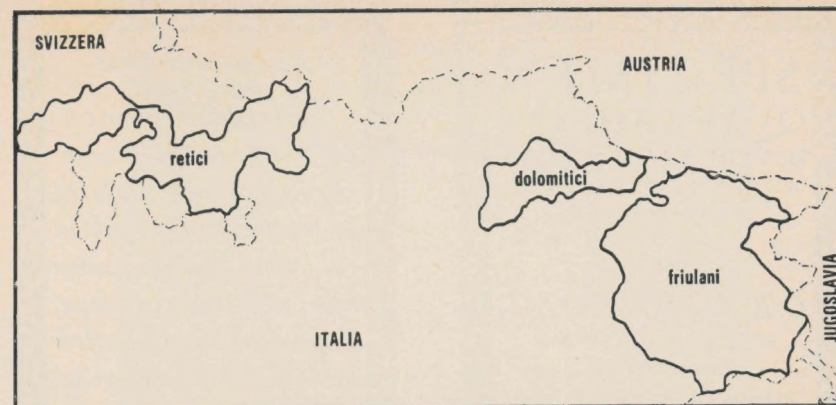 SVIZZERA
AUSTRIA
retici
dolomitici
friulani
ITALIA
JUGOSLAVIA